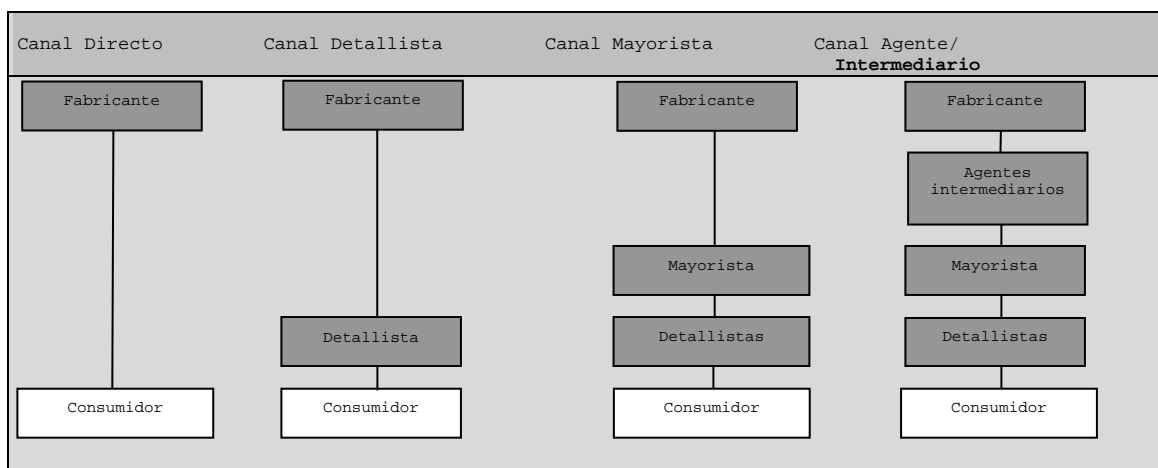 Canal Directo
Canal Detallista
Canal Mayorista
Canal Agente/
Intermediario
Fabricante
Fabricante
Fabricante
Fabricante
Agentes
intermediarios
Mayorista
Mayorista
Detallista
Detallistas
Detallistas
Consumidor
Consumidor
Consumidor
Consumidor